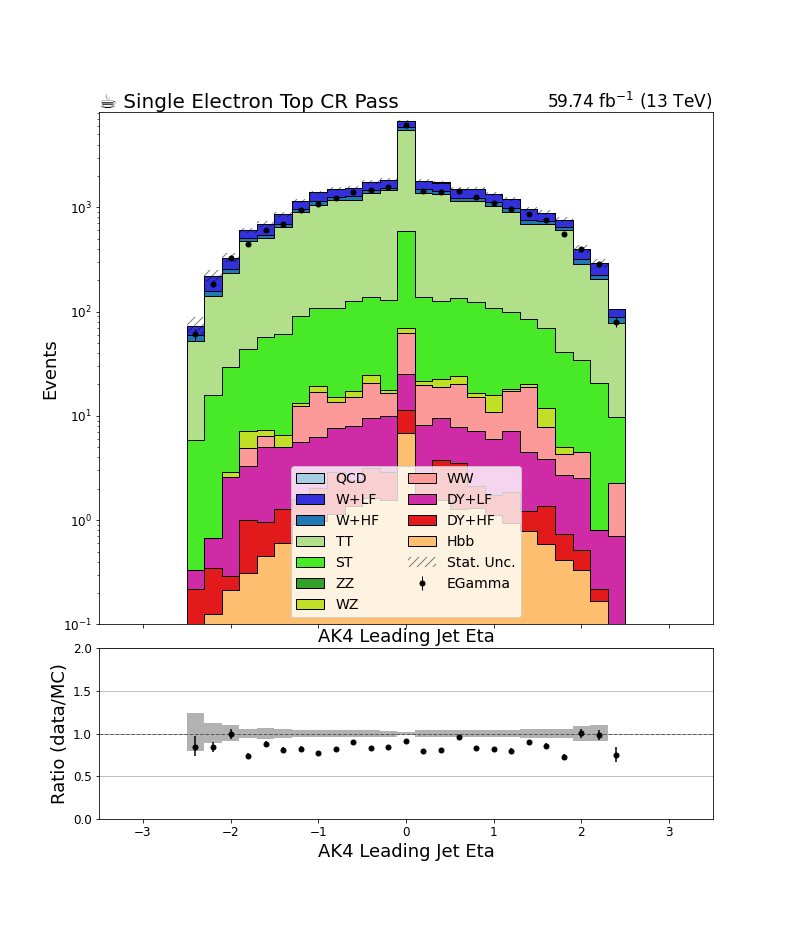 ☕ Single Electron Top CR Pass
59.74 fb⁻¹ (13 TeV)
Events
10³
10²
10¹
10⁰
10⁻¹
QCD
W+LF
W+HF
TT
ST
ZZ
WZ
WW
DY+LF
DY+HF
Hbb
Stat. Unc.
EGamma
AK4 Leading Jet Eta
Ratio (data/MC)
2.0
1.5
1.0
0.5
0.0
−3 −2 −1 0 1 2 3
AK4 Leading Jet Eta